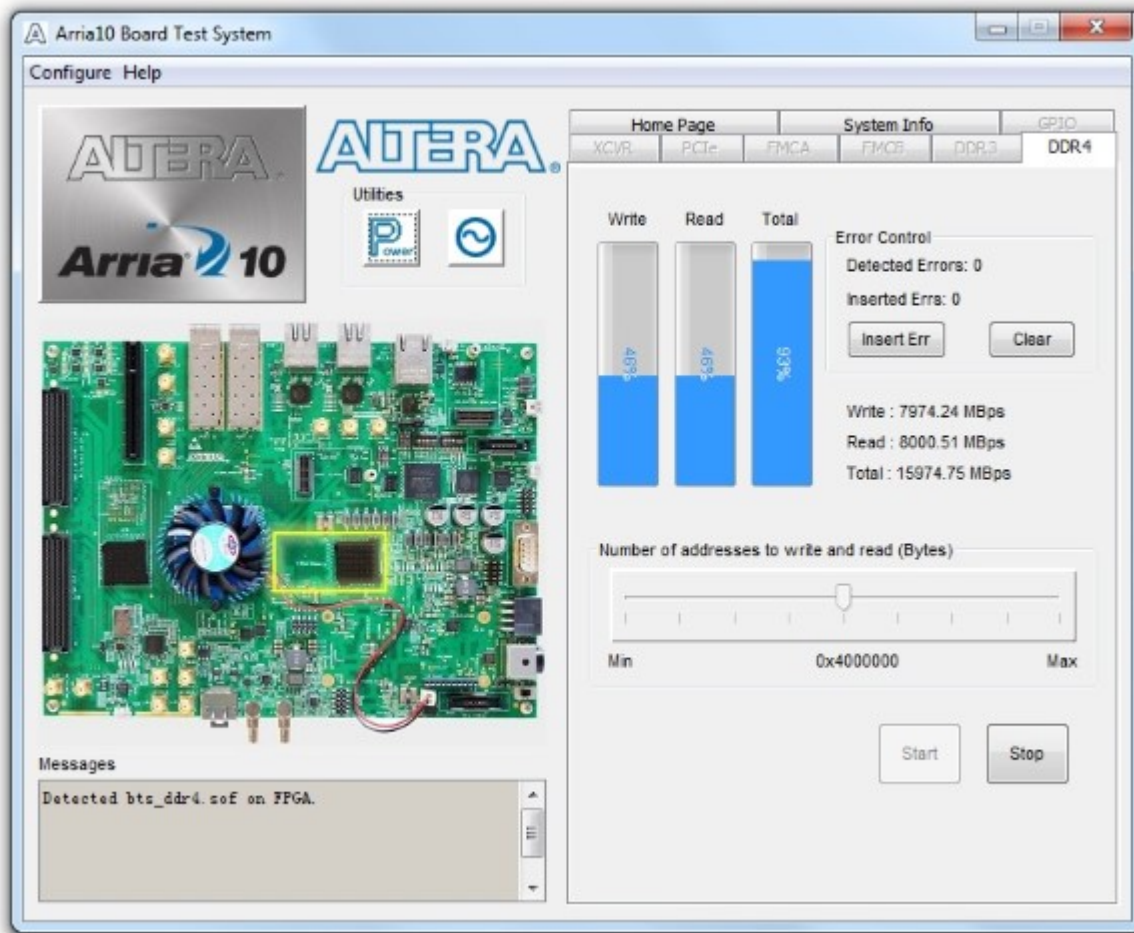 Arria10 Board Test System
Configure Help
ALTERA
Arria 10
ALTERA®
Utilities
Power
Home Page System Info GPIO
XCVR PCIe FMCA FMCB DDR3 DDR4
Write Read Total
46% 46% 93%
Error Control
Detected Errors: 0
Inserted Errs: 0
Insert Err Clear
Write : 7974.24 MBps
Read : 8000.51 MBps
Total : 15974.75 MBps
Number of addresses to write and read (Bytes)
Min 0x4000000 Max
Start Stop
Messages
Detected bts_ddr4.sof on FPGA.